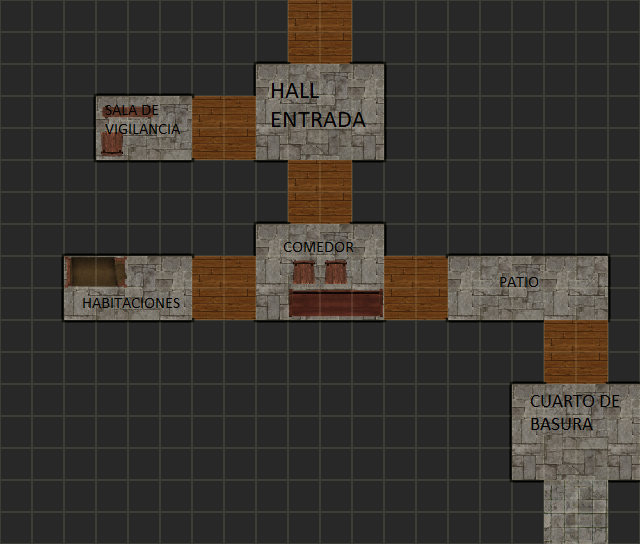 HALL
ENTRADA
SALA DE
VIGILANCIA
COMEDOR
HABITACIONES
PATIO
CUARTO DE
BASURA